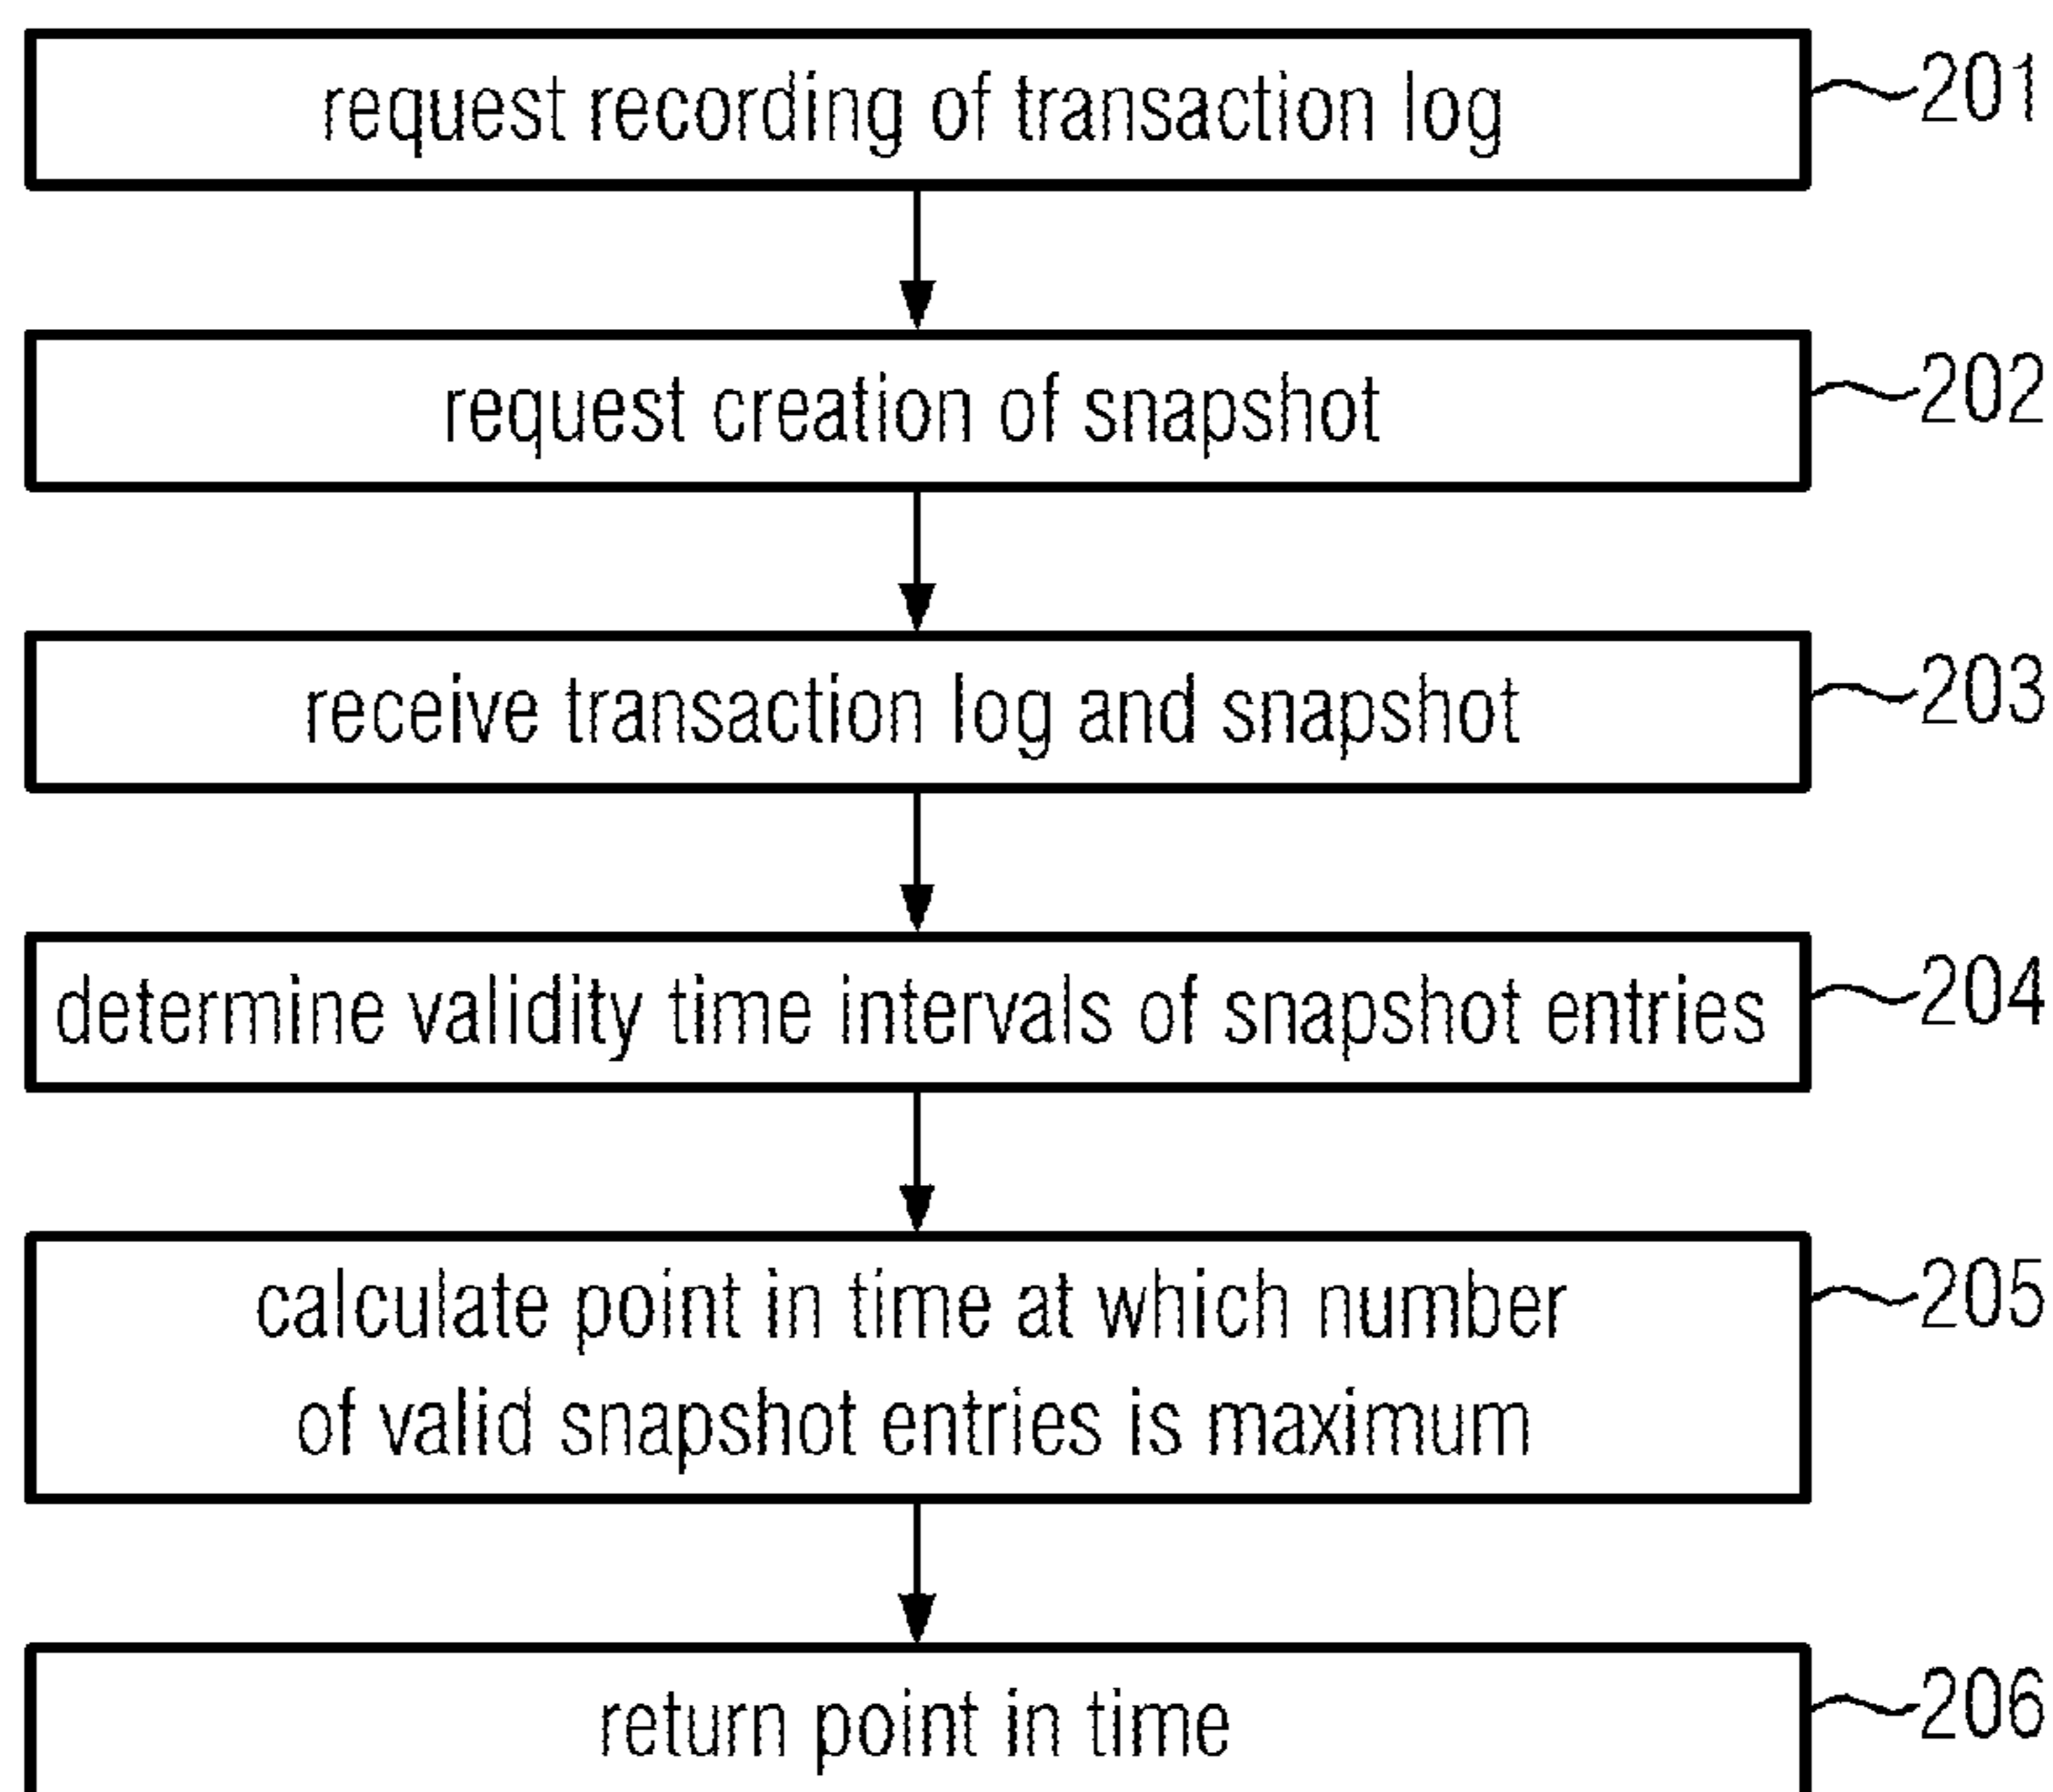 request recording of transaction log
201
request creation of snapshot
202
receive transaction log and snapshot
203
determine validity time intervals of snapshot entries
204
calculate point in time at which number
of valid snapshot entries is maximum
205
return point in time
206